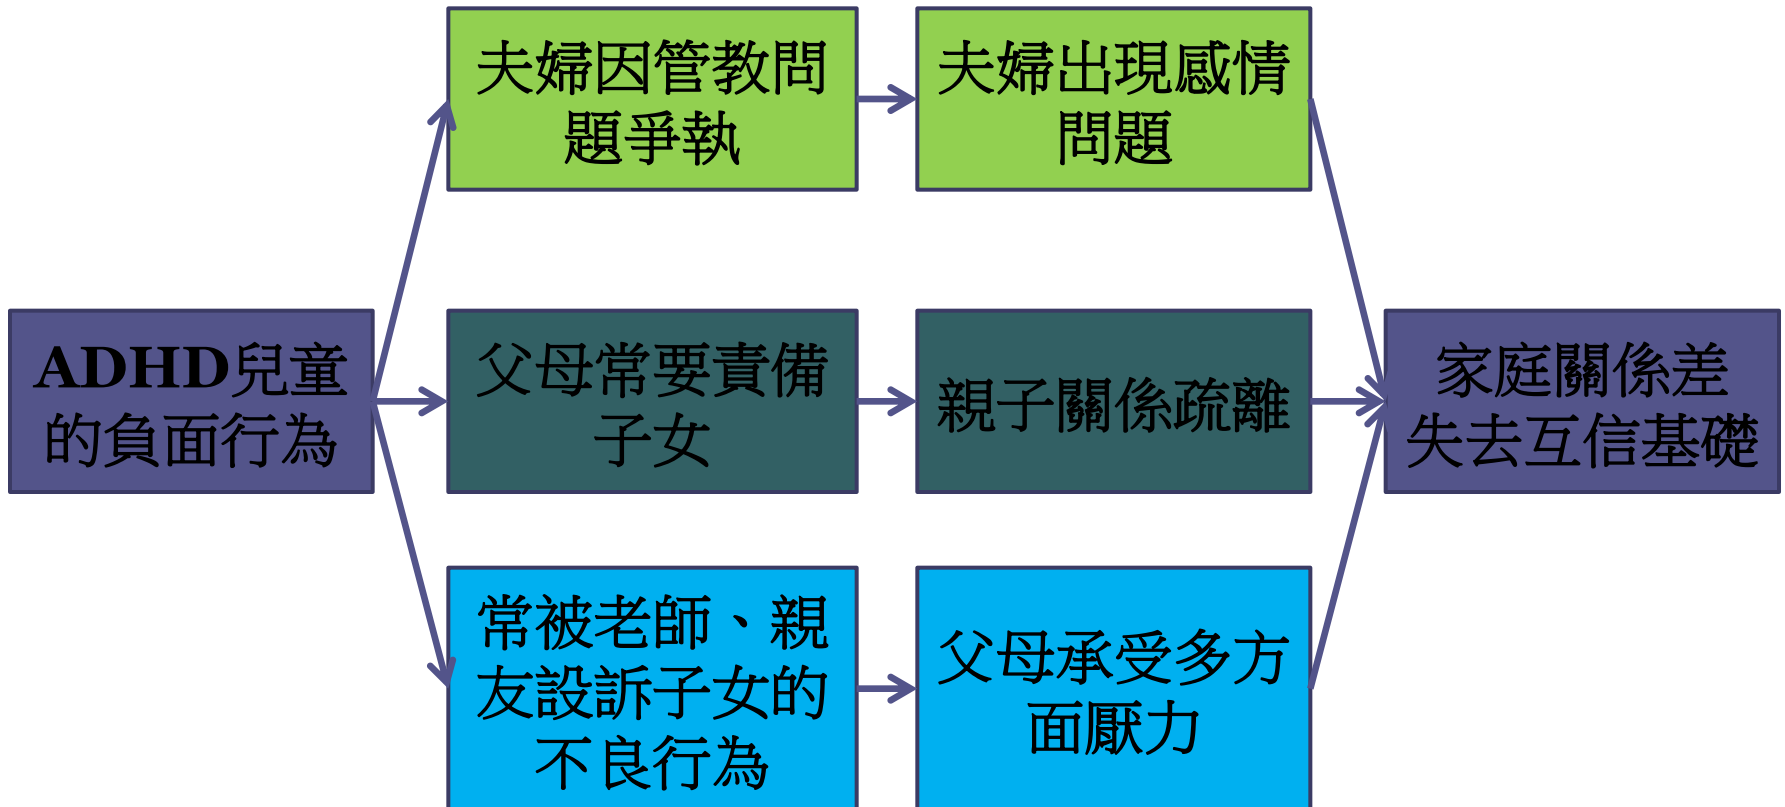 夫婦因管教問
題爭執
夫婦出現感情
問題
ADHD兒童
的負面行為
父母常要責備
子女
親子關係疏離
家庭關係差
失去互信基礎
常被老師、親
友設訴子女的
不良行為
父母承受多方
面厭力